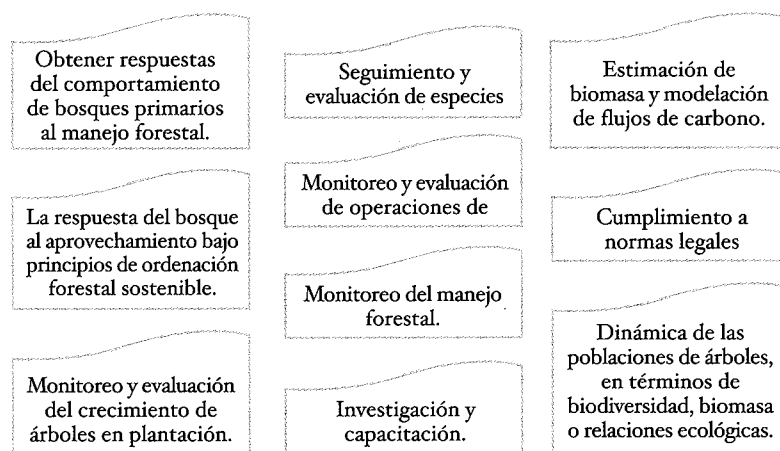 Obtener respuestas
del comportamiento
de bosques primarios
al manejo forestal.
La respuesta del bosque
al aprovechamiento bajo
principios de ordenación
forestal sostenible.
Monitoreo y evaluación
del crecimiento de
árboles en plantación.
Seguimiento y
evaluación de especies
Monitoreo y evaluación
de operaciones de
Monitoreo del manejo
forestal.
Investigación y
capacitación.
Estimación de
biomasa y modelación
de flujos de carbono.
Cumplimiento a
normas legales
Dinámica de las
poblaciones de árboles,
en términos de
biodiversidad, biomasa
o relaciones ecológicas.